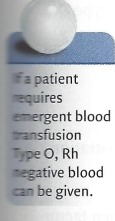 If a patient
requires
emergent blood
transfusion
Type O, Rh
negative blood
can be given.